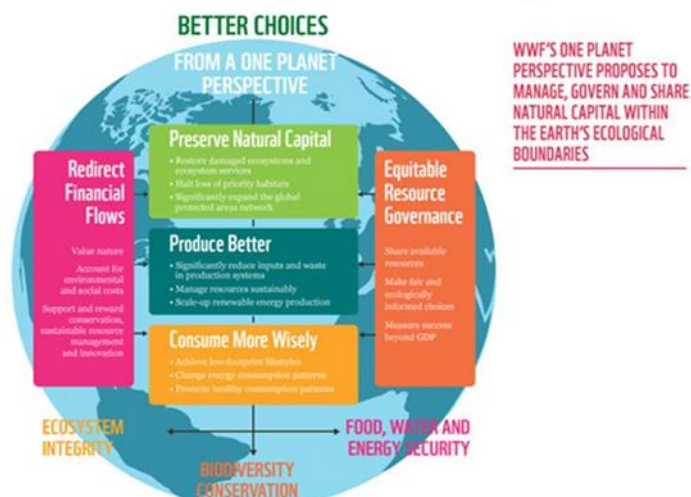 BETTER CHOICES
FROM A ONE PLANET
PERSPECTIVE
WWF'S ONE PLANET
PERSPECTIVE PROPOSES TO
MANAGE, GOVERN AND SHARE
NATURAL CAPITAL WITHIN
THE EARTH'S ECOLOGICAL
BOUNDARIES
Preserve Natural Capital
• Restore damaged ecosystems and
ecosystem services
• Halt loss of priority habitats
• Significantly expand the global
protected areas network
Redirect
Financial
Flows
Value nature
Account for
environmental
and social costs
Support and reward
conservation,
sustainable resource
management
and innovation
Produce Better
• Significantly reduce inputs and waste
in production systems
• Manage resources sustainably
• Scale-up renewable energy production
Equitable
Resource
Governance
Share available
resources
Make fair and
ecologically
informed choices
Measure success
beyond GDP
Consume More Wisely
• Achieve low-footprint lifestyles
• Change energy consumption patterns
• Promote healthy consumption patterns
ECOSYSTEM
INTEGRITY
FOOD, WATER AND
ENERGY SECURITY
BIODIVERSITY
CONSERVATION